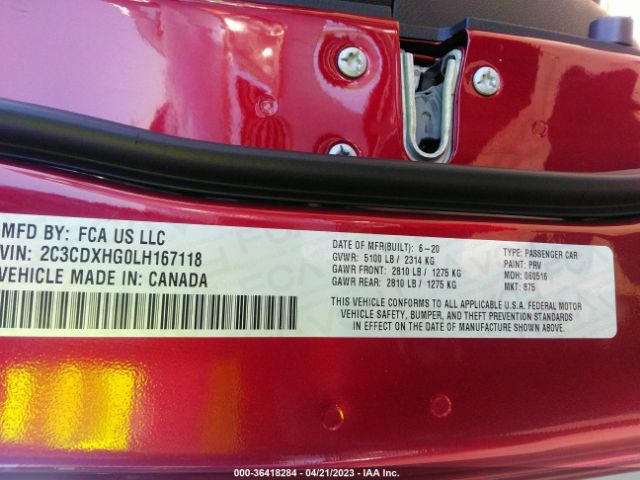 MFD BY: FCA US LLC
VIN: 2C3CDXHG0LH167118
VEHICLE MADE IN: CANADA
DATE OF MFR(BUILT): 6-20
GVWR: 5100 LB / 2314 KG
GAWR FRONT: 2810 LB / 1275 KG
GAWR REAR: 2810 LB / 1275 KG
TYPE: PASSENGER CAR
PAINT: PRV
MDH: 060516
MKT: 875
THIS VEHICLE CONFORMS TO ALL APPLICABLE U.S.A. FEDERAL MOTOR
VEHICLE SAFETY, BUMPER, AND THEFT PREVENTION STANDARDS
IN EFFECT ON THE DATE OF MANUFACTURE SHOWN ABOVE.
000-36418284 - 04/21/2023 - IAA Inc.